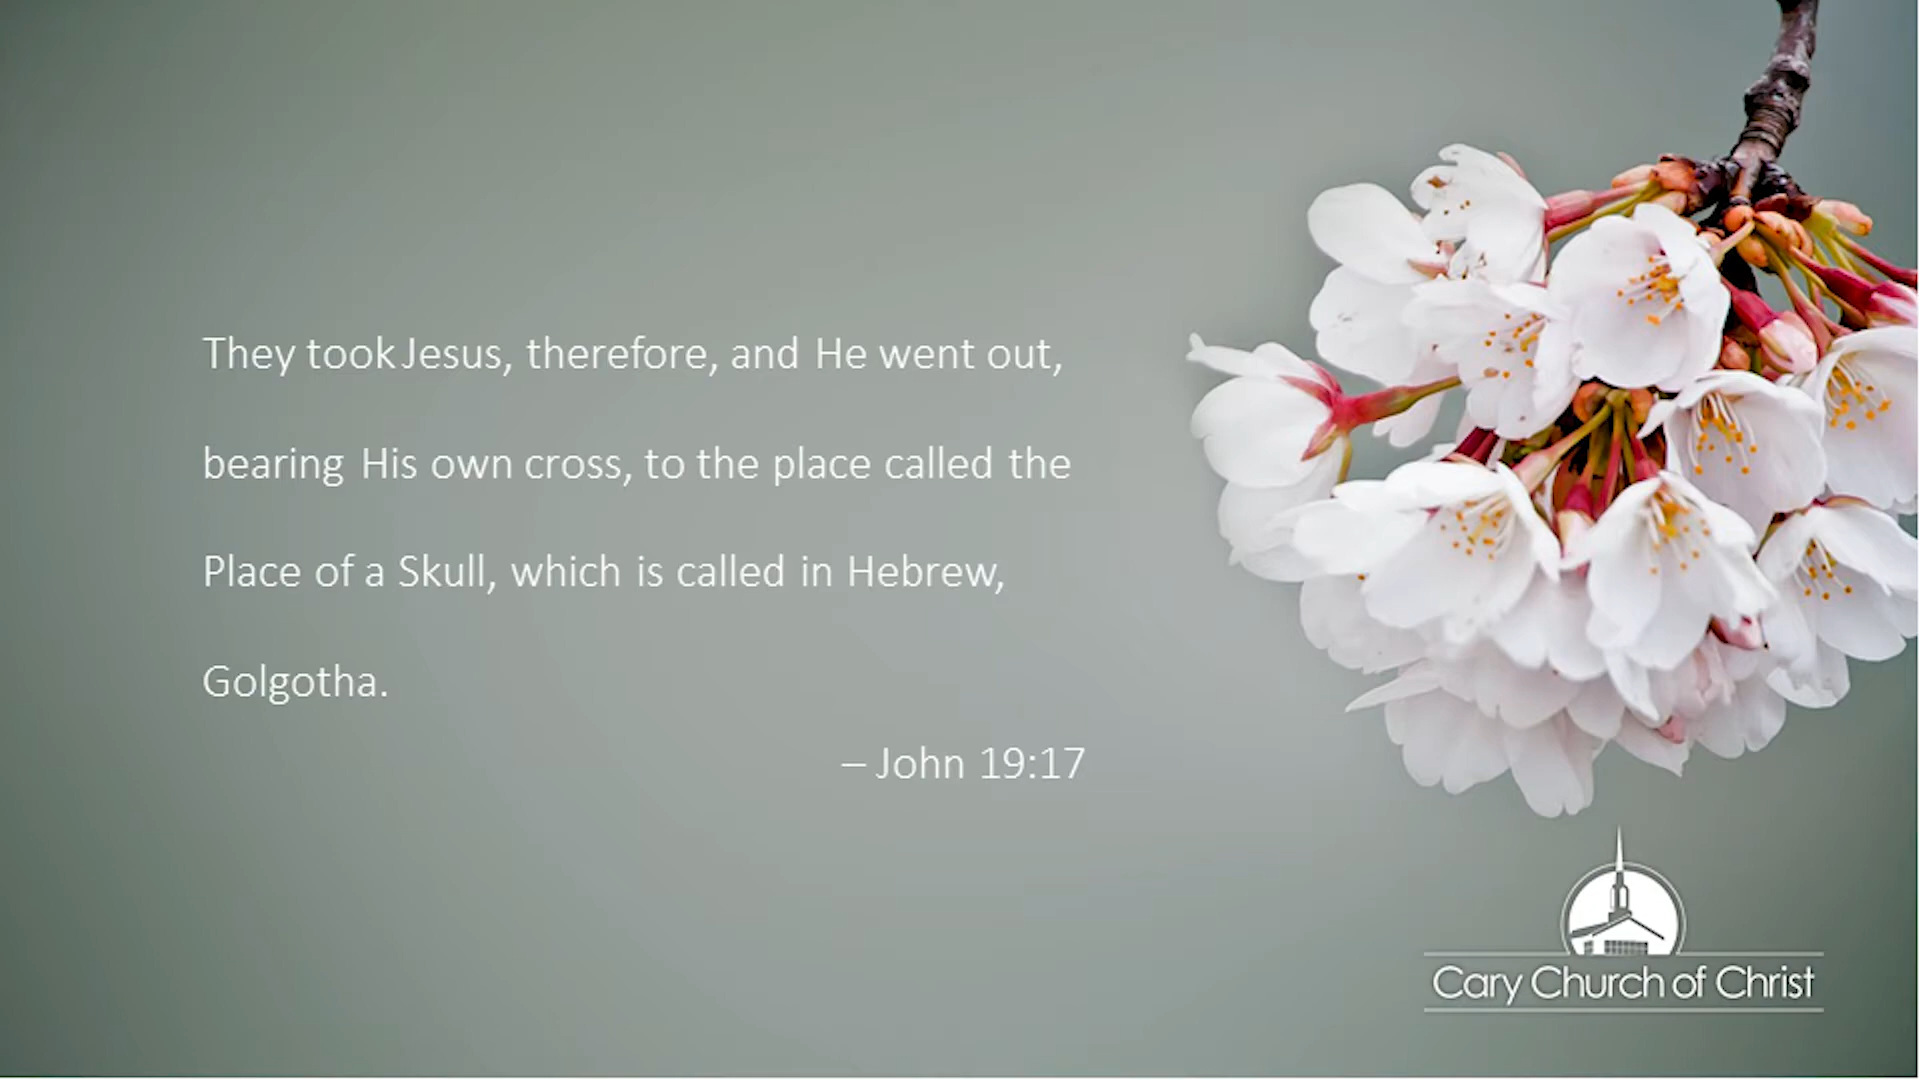 They took Jesus, therefore, and He went out,
bearing His own cross, to the place called the
Place of a Skull, which is called in Hebrew,
Golgotha.
– John 19:17
Cary Church of Christ